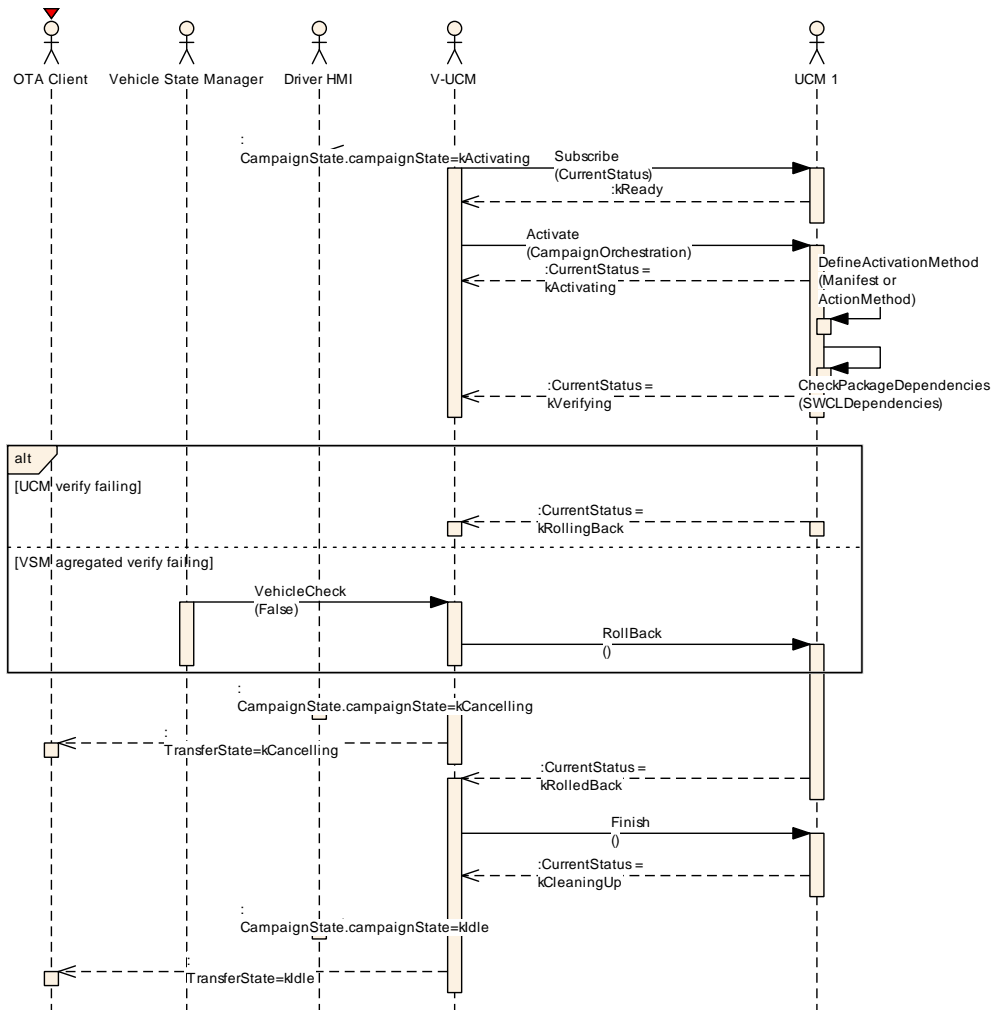 OTA Client
Vehicle State Manager
Driver HMI
V-UCM
UCM 1
:
CampaignState.campaignState=kActivating
Subscribe
(CurrentStatus)
:kReady
Activate
(CampaignOrchestration)
:CurrentStatus =
kActivating
DefineActivationMethod
(Manifest or
ActionMethod)
:CurrentStatus =
kVerifying
CheckPackageDependencies
(SWCLDependencies)
alt
[UCM verify failing]
:CurrentStatus =
kRollingBack
[VSM agregated verify failing]
VehicleCheck
(False)
RollBack
()
:
CampaignState.campaignState=kCancelling
:
TransferState=kCancelling
:CurrentStatus =
kRolledBack
Finish
()
:CurrentStatus =
kCleaningUp
:
CampaignState.campaignState=kIdle
:
TransferState=kIdle